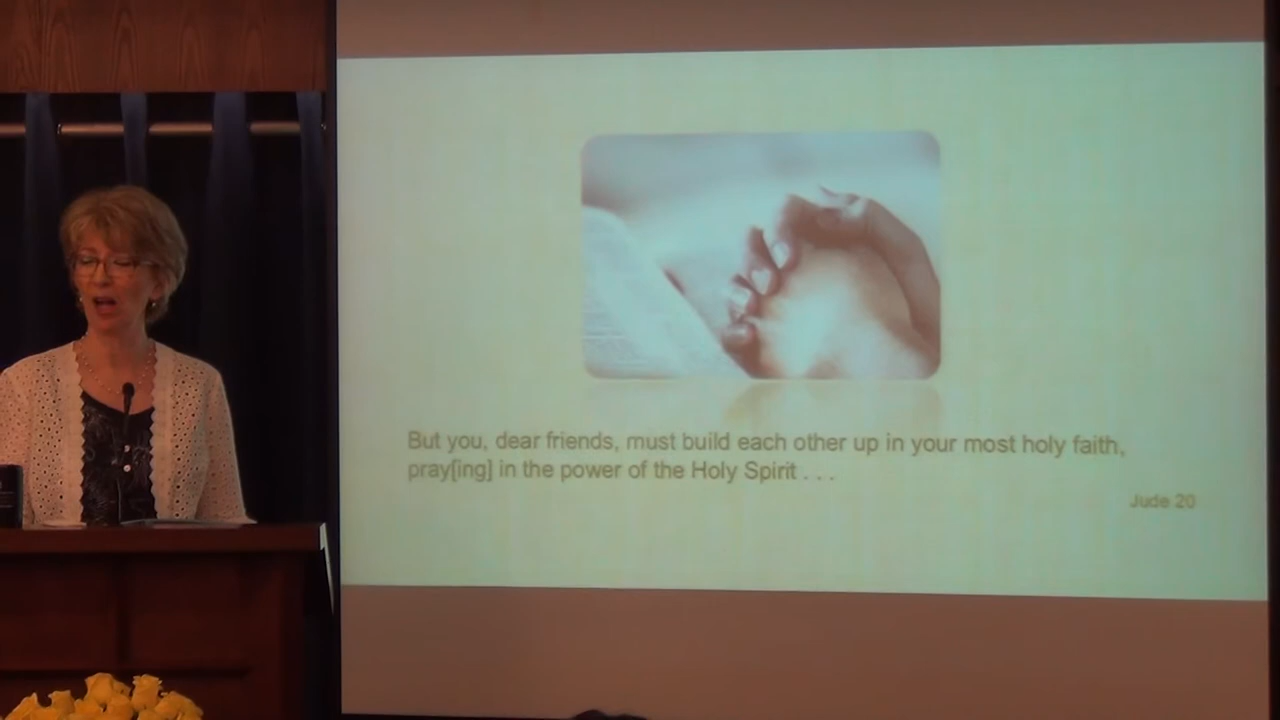 But you, dear friends, must build each other up in your most holy faith,
pray[ing] in the power of the Holy Spirit . . .
Jude 20